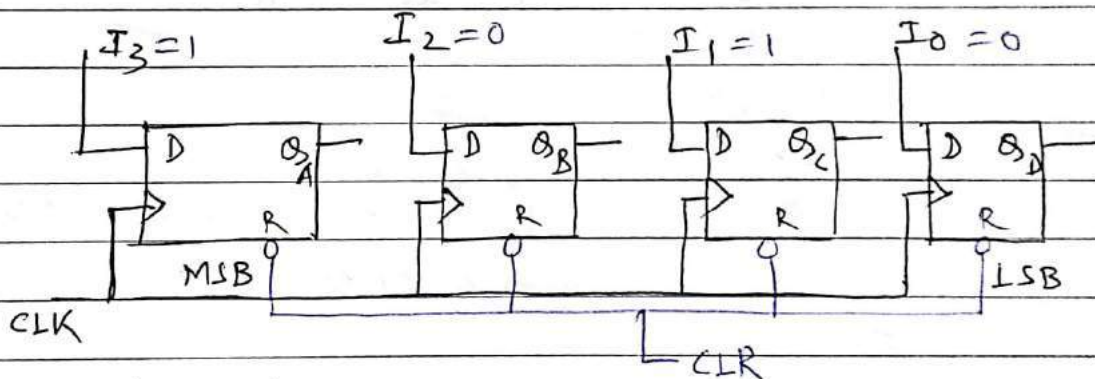 I3 = 1 I2 = 0 I1 = 1 I0 = 0
D QA D QB D QC D QD
R R R R
MSB LSB
CLK
CLR